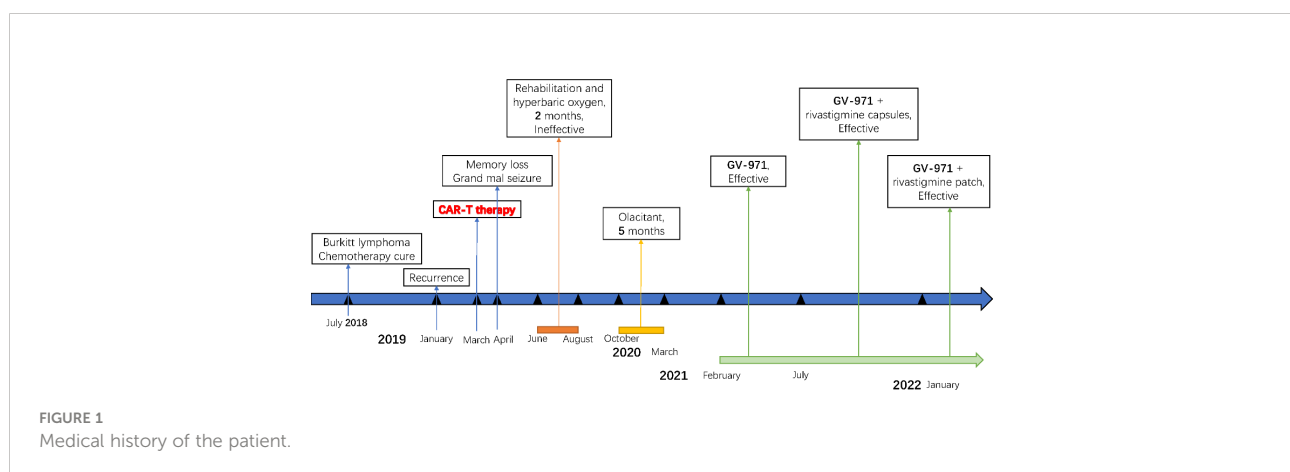 Rehabilitation and
hyperbaric oxygen,
2 months,
Ineffective
GV-971 +
rivastigmine capsules,
Effective
Memory loss
Grand mal seizure
GV-971,
Effective
GV-971 +
rivastigmine patch,
Effective
CAR-T therapy
Olacitant,
5 months
Burkitt lymphoma
Chemotherapy cure
Recurrence
July 2018
2019
January
March
April
June
August
October
2020
March
2021
February
July
2022
January
FIGURE 1
Medical history of the patient.